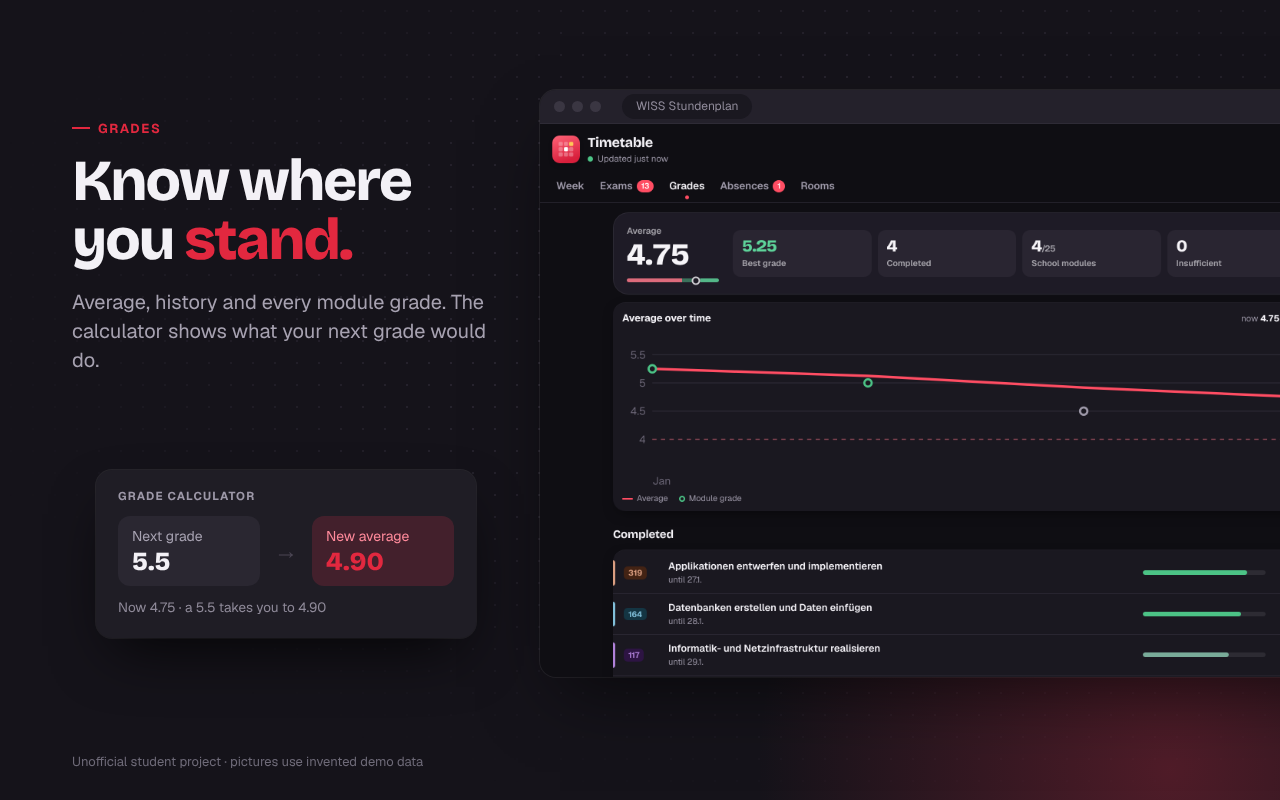 GRADES
Know where
you stand.
Average, history and every module grade. The
calculator shows what your next grade would
do.
GRADE CALCULATOR
Next grade
5.5
→
New average
4.90
Now 4.75 · a 5.5 takes you to 4.90
Unofficial student project · pictures use invented demo data
WISS Stundenplan
Timetable
Updated just now
Week Exams 13 Grades Absences 1 Rooms
Average
4.75
5.25
Best grade
4
Completed
4/25
School modules
0
Insufficient
Average over time
now 4.75
5.5
5
4.5
4
Jan
Average Module grade
Completed
319
Applikationen entwerfen und implementieren
until 27.1.
164
Datenbanken erstellen und Daten einfügen
until 28.1.
117
Informatik- und Netzinfrastruktur realisieren
until 29.1.